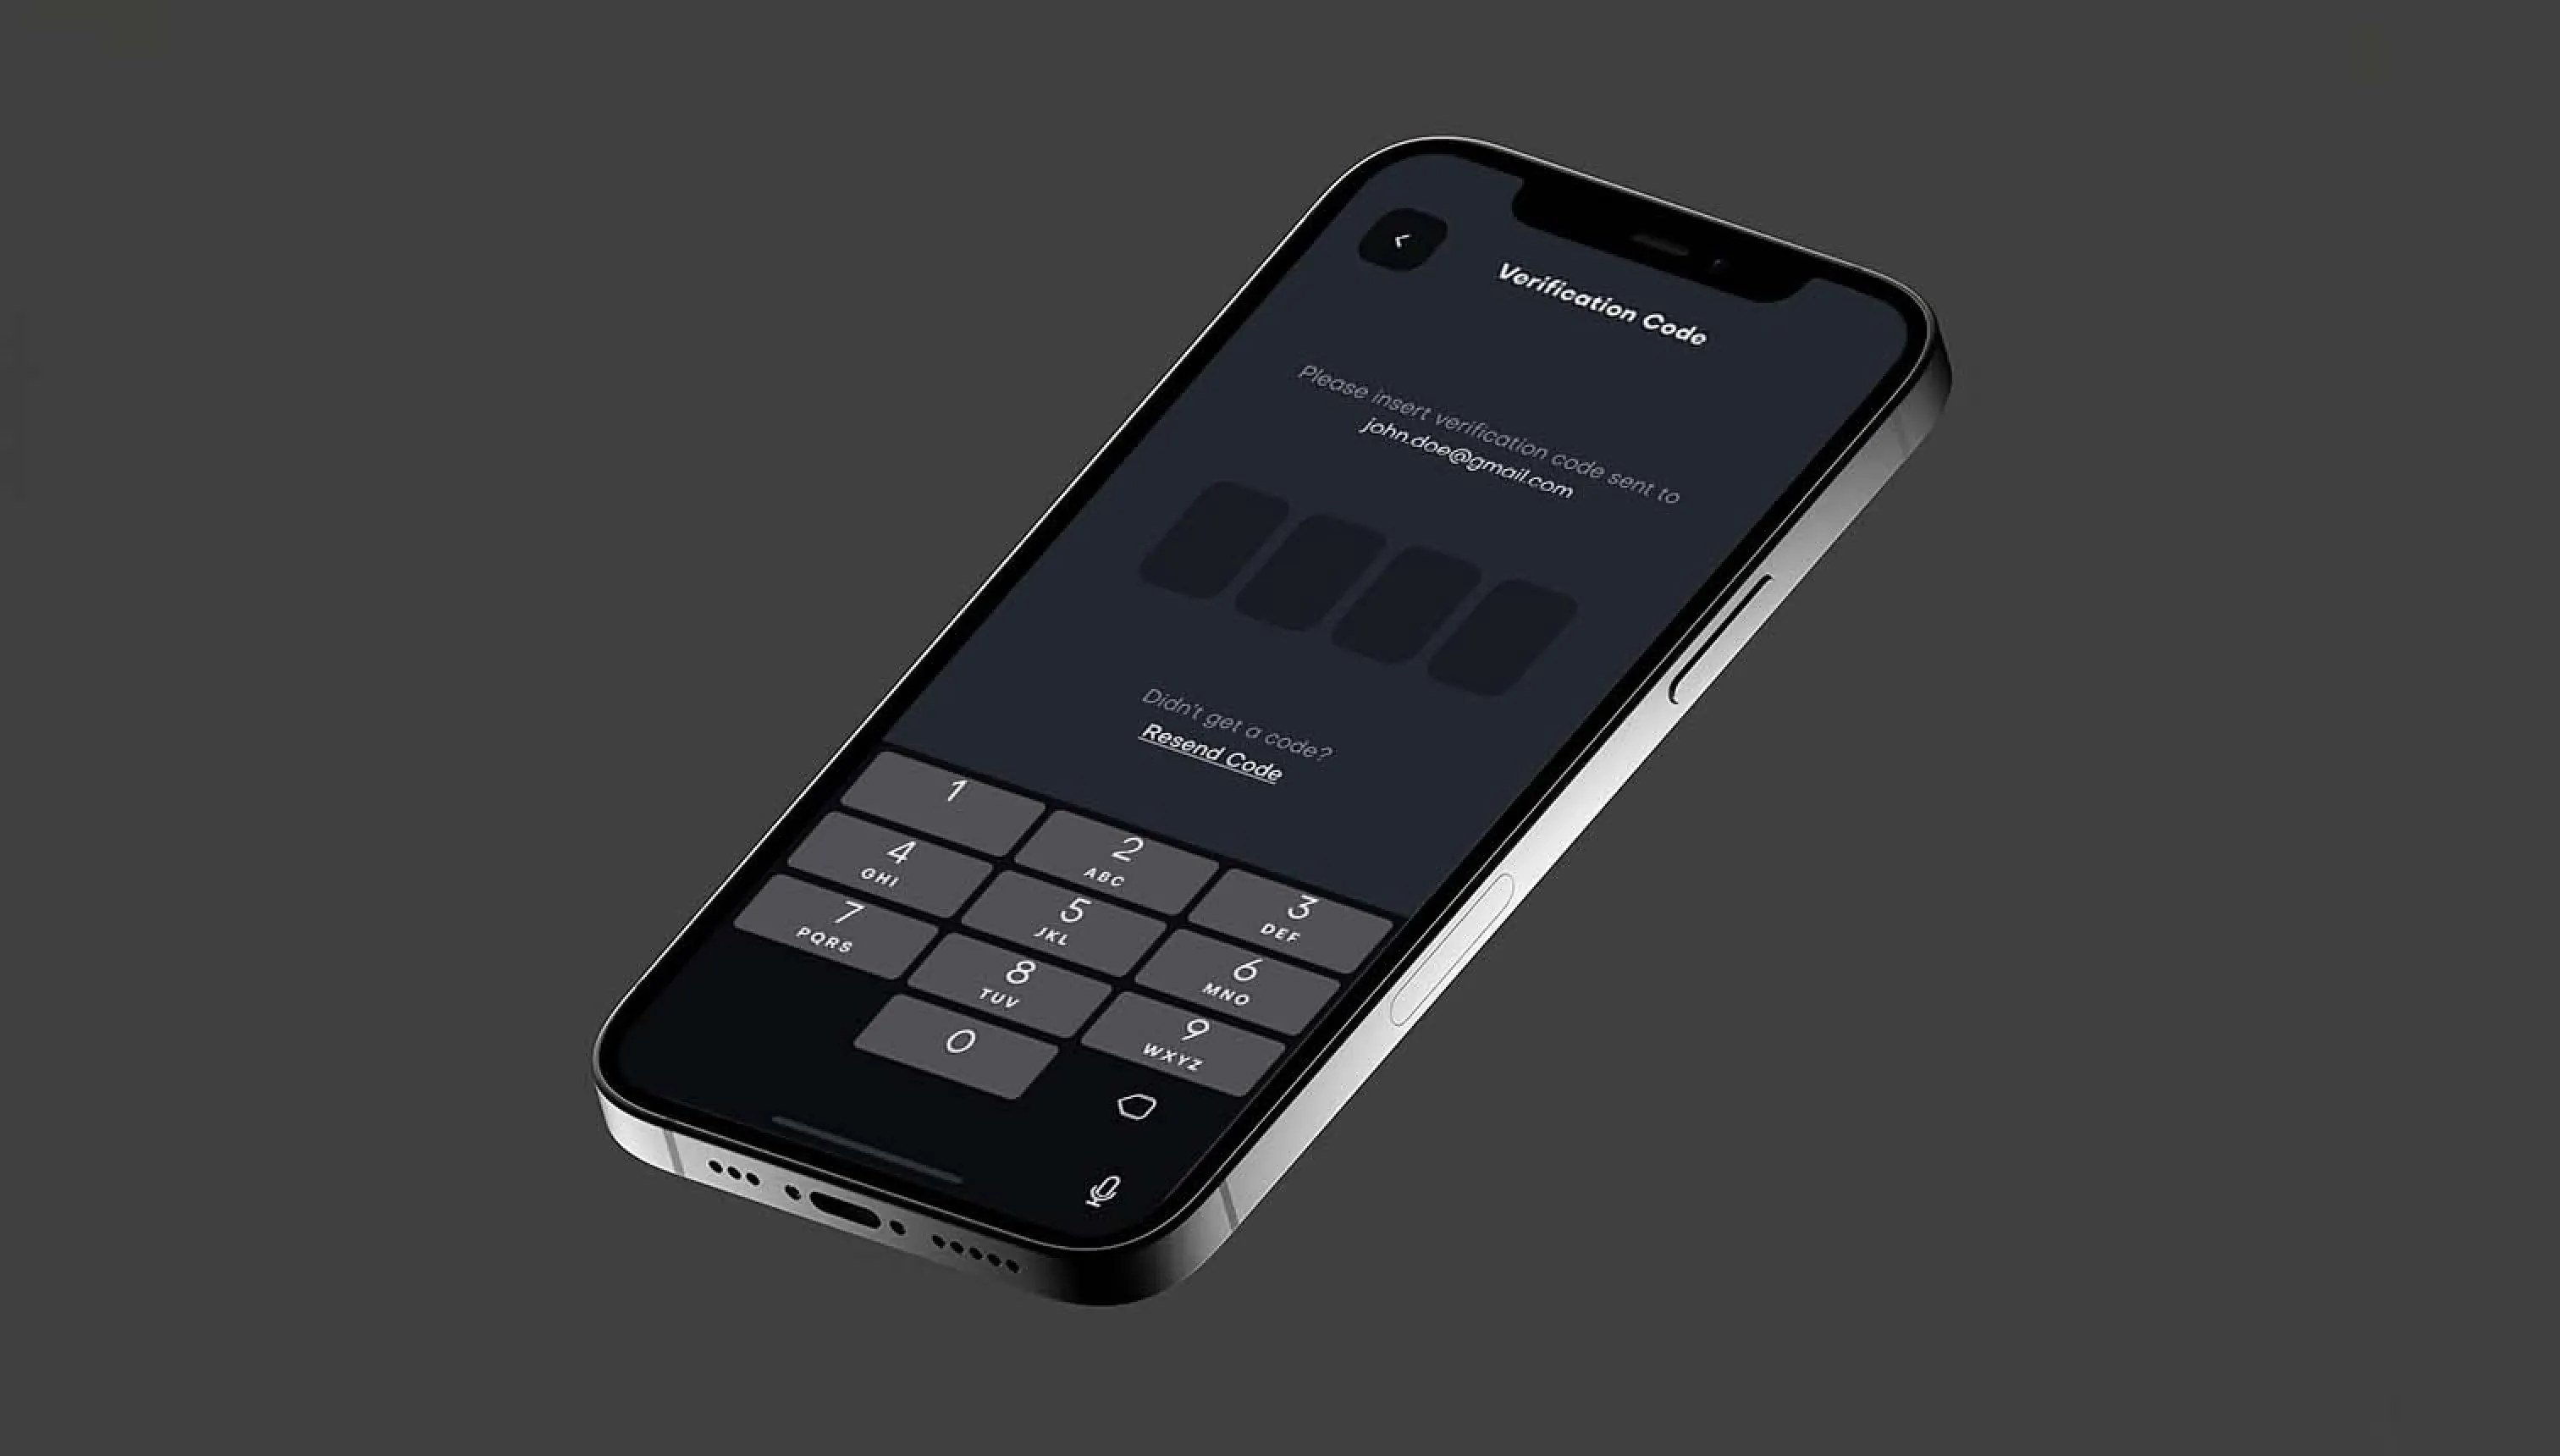 Verification Code
Please insert verification code sent to
john.doe@gmail.com
Didn't get a code?
Resend Code
1
2
ABC
3
DEF
4
GHI
5
JKL
6
MNO
7
PQRS
8
TUV
9
WXYZ
0